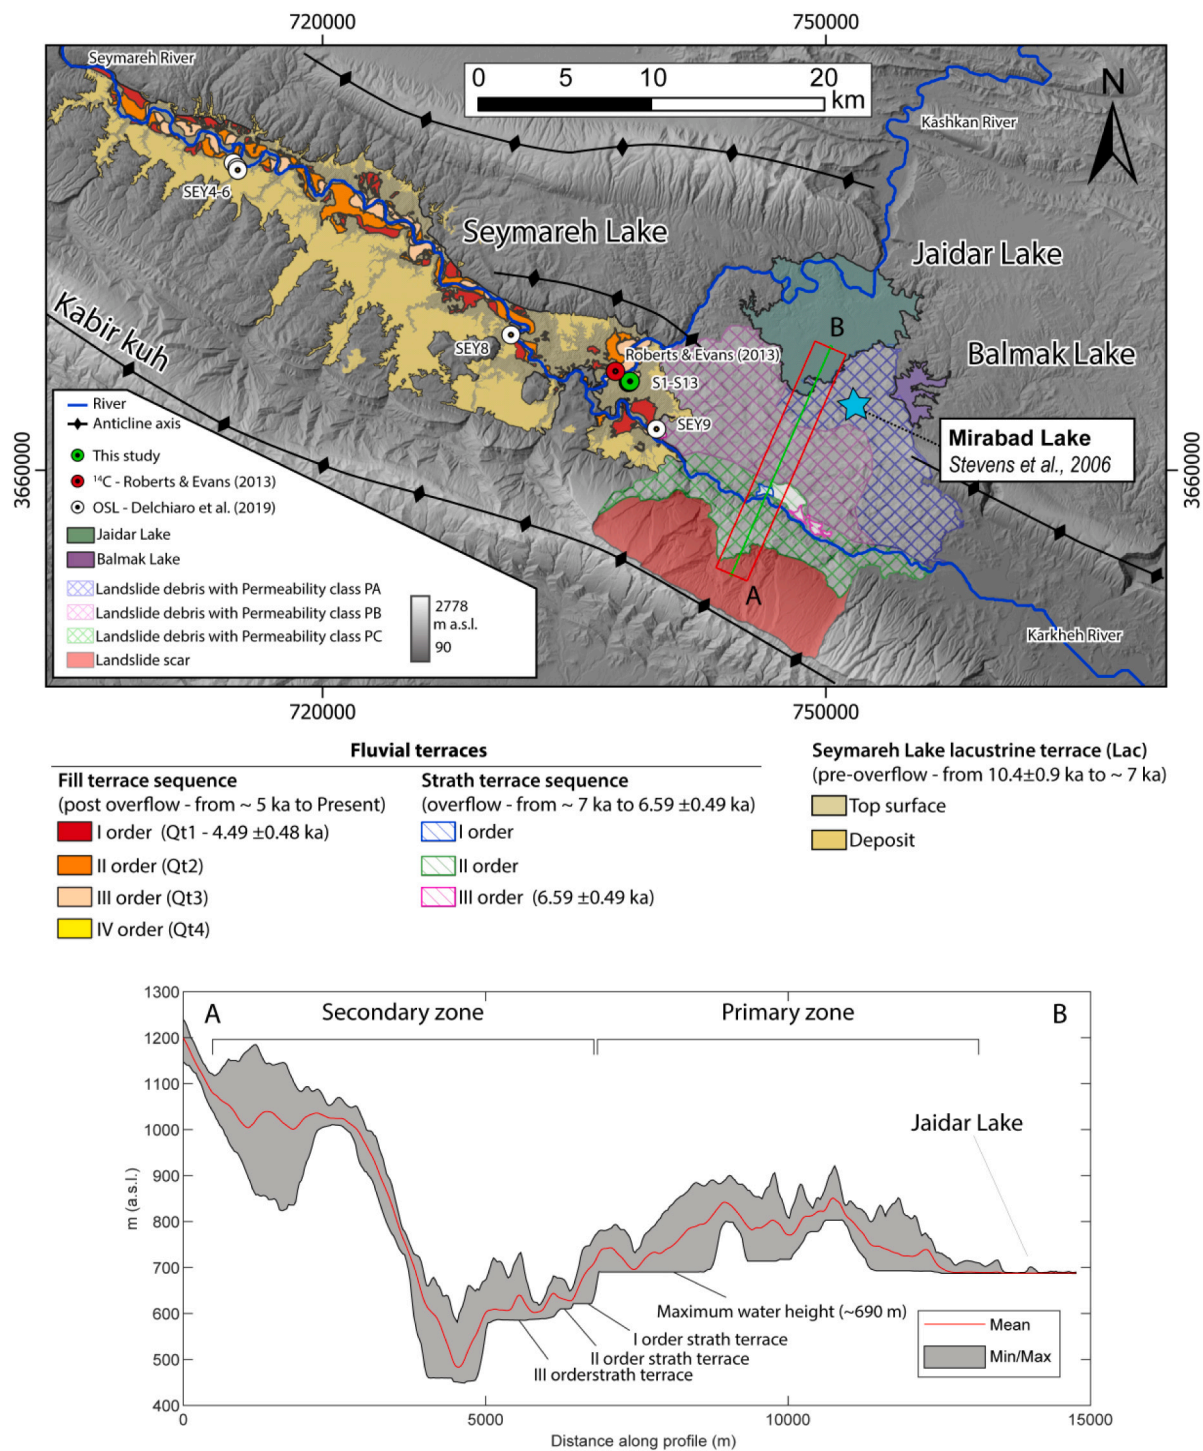 720000
750000
Seymareh River
0
5
10
20
km
N
Kashkan River
SEY4-6
Seymareh Lake
Jaidar Lake
B
Kabir kuh
SEY8
Roberts & Evans (2013)
Balmak Lake
S1-S13
SEY9
Mirabad Lake
Stevens et al., 2006
3660000
3660000
River
Anticline axis
This study
14C - Roberts & Evans (2013)
OSL - Delchiaro et al. (2019)
Jaidar Lake
Balmak Lake
Landslide debris with Permeability class PA
Landslide debris with Permeability class PB
Landslide debris with Permeability class PC
Landslide scar
2778
m a.s.l.
90
A
Karkheh River
720000
750000
Fluvial terraces
Fill terrace sequence
(post overflow - from ~ 5 ka to Present)
I order (Qt1 - 4.49 ±0.48 ka)
II order (Qt2)
III order (Qt3)
IV order (Qt4)
Strath terrace sequence
(overflow - from ~ 7 ka to 6.59 ±0.49 ka)
I order
II order
III order (6.59 ±0.49 ka)
Seymareh Lake lacustrine terrace (Lac)
(pre-overflow - from 10.4±0.9 ka to ~ 7 ka)
Top surface
Deposit
1300
1200
1100
1000
900
800
700
600
500
400
m (a.s.l.)
A
Secondary zone
Primary zone
B
Jaidar Lake
Maximum water height (~690 m)
I order strath terrace
II order strath terrace
III orderstrath terrace
Mean
Min/Max
0
5000
10000
15000
Distance along profile (m)